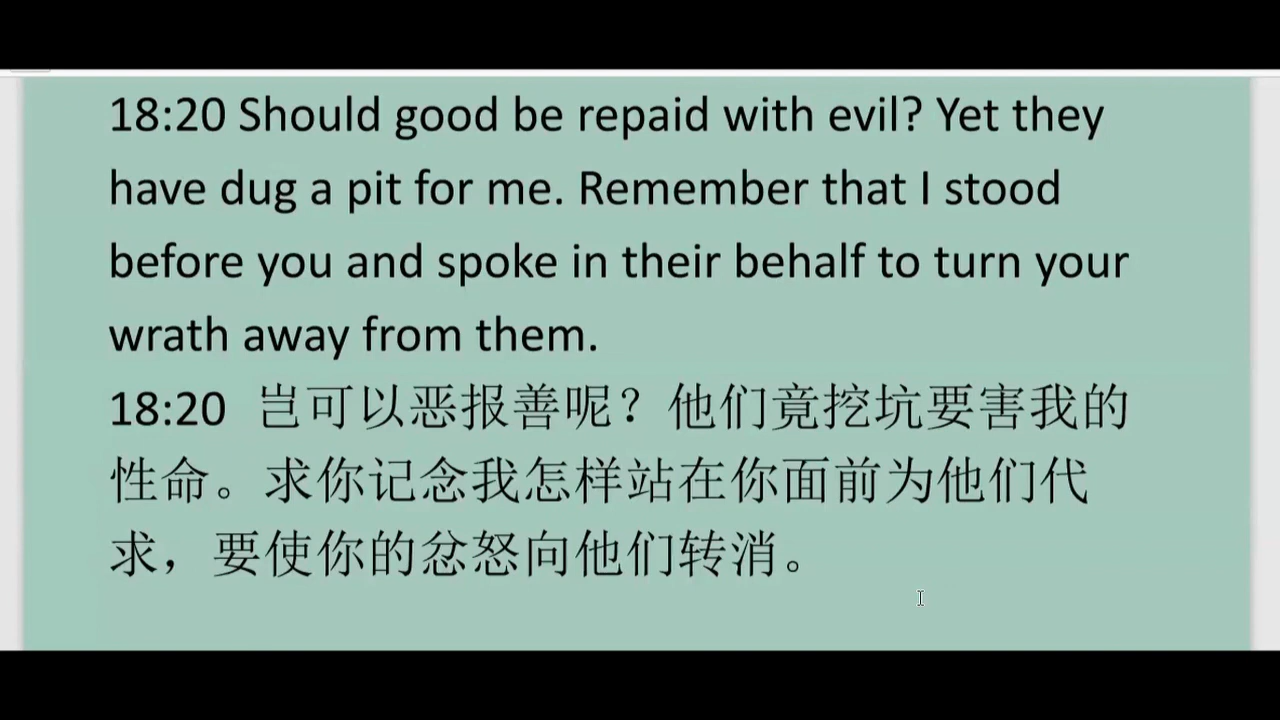 18:20 Should good be repaid with evil? Yet they
have dug a pit for me. Remember that I stood
before you and spoke in their behalf to turn your
wrath away from them.
18:20 岂可以恶报善呢？他们竟挖坑要害我的
性命。求你记念我怎样站在你面前为他们代
求，要使你的忿怒向他们转消。